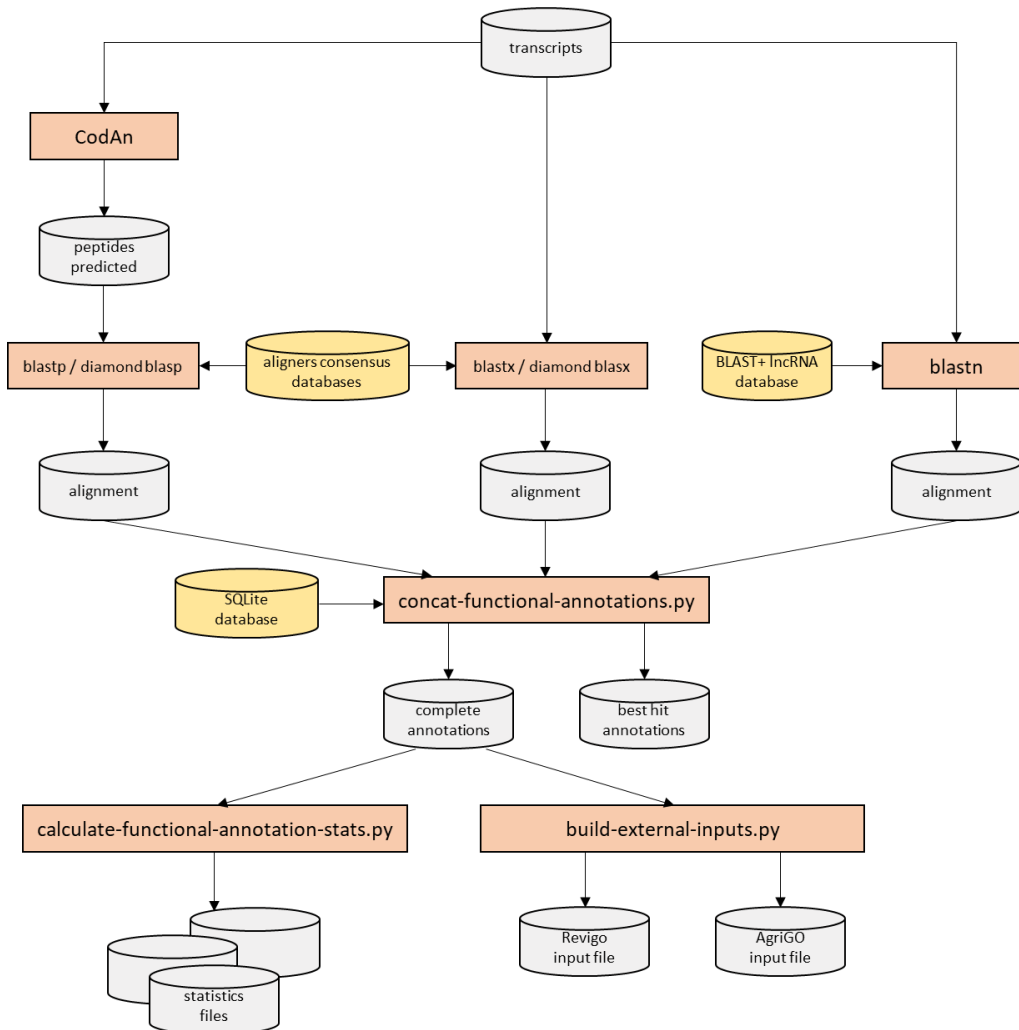 transcripts
CodAn
peptides
predicted
blastp / diamond blasp
aligners consensus
databases
blastx / diamond blasx
BLAST+ lncRNA
database
blastn
alignment
alignment
alignment
SQLite
database
concat-functional-annotations.py
complete
annotations
best hit
annotations
calculate-functional-annotation-stats.py
build-external-inputs.py
statistics
files
Revigo
input file
AgriGO
input file